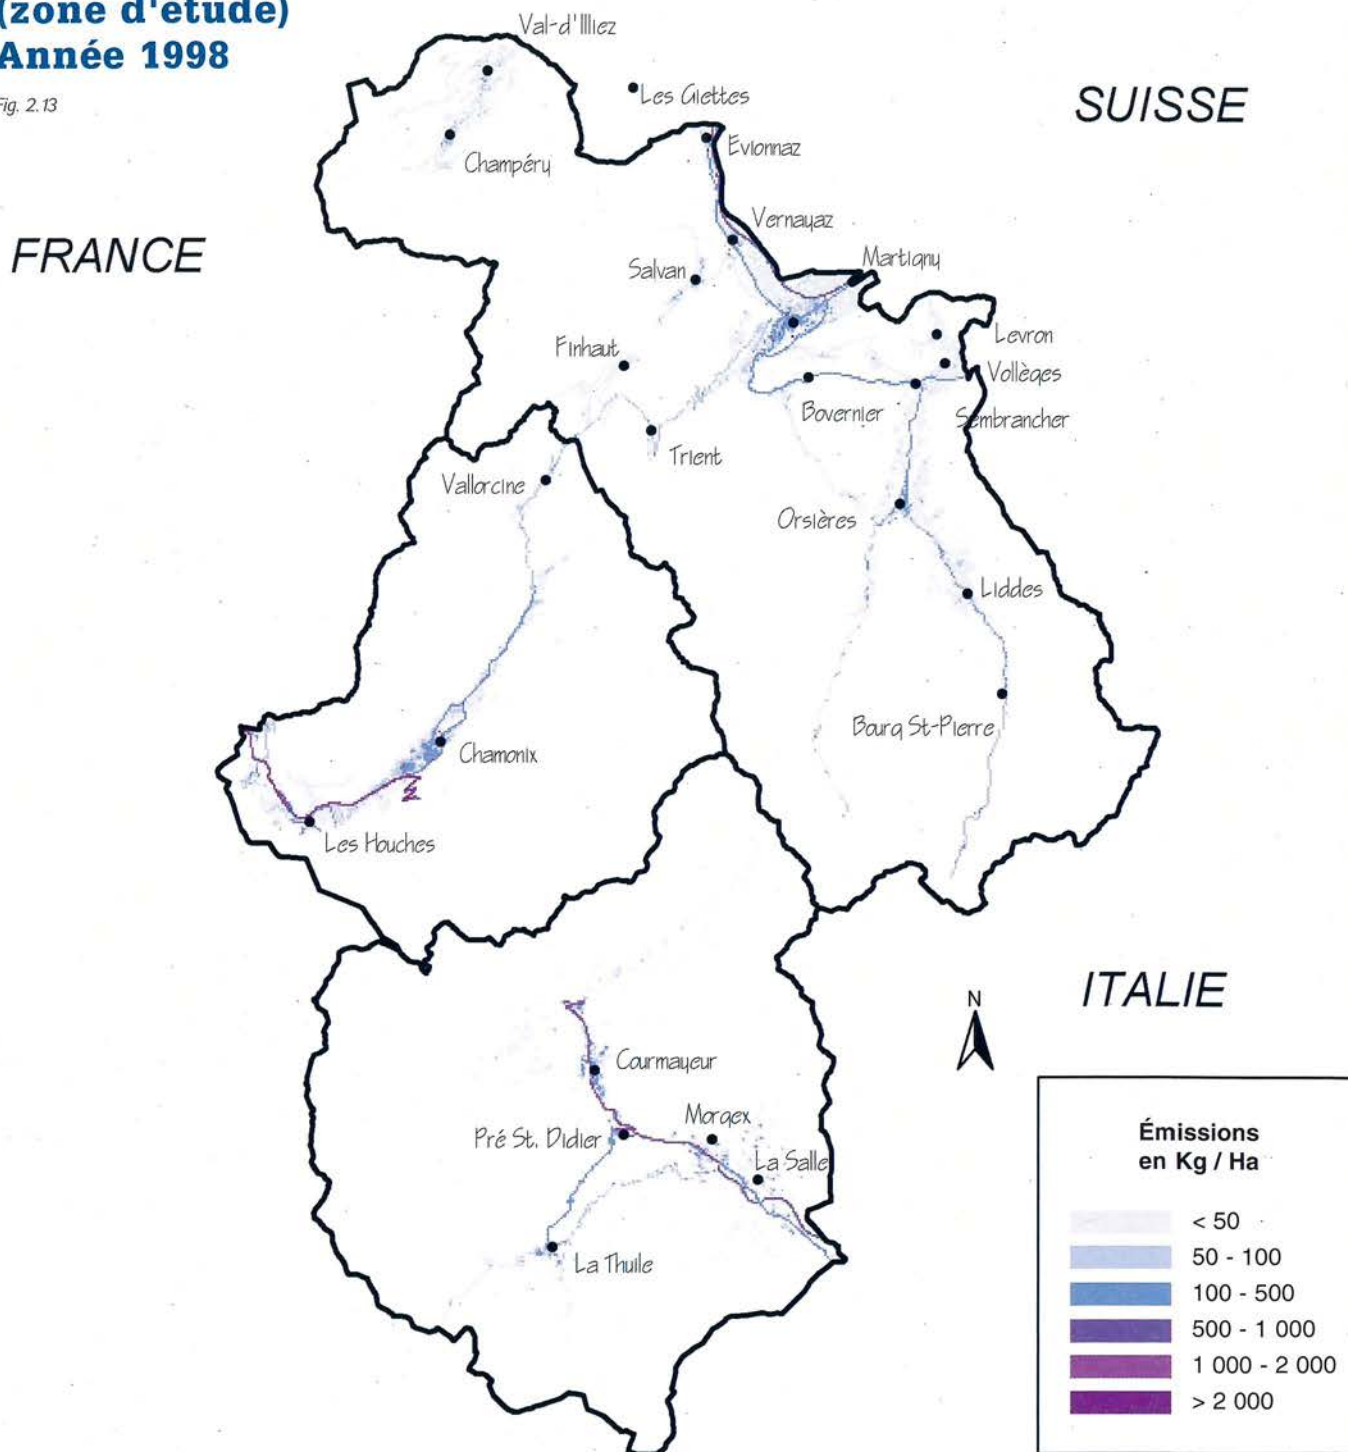 (zone d'étude)
Année 1998
Fig. 2.13
Val-d'Illiez
Les Giettes
SUISSE
Evionnaz
Champéry
Vernayaz
FRANCE
Martigny
Salvan
Levron
Finhaut
Vollèges
Bovernier
Sembrancher
Trient
Vallorcine
Orsières
Liddes
Bourg St-Pierre
Chamonix
Les Houches
ITALIE
N
Courmayeur
Morgex
Pré St. Didier
La Salle
La Thuile
Émissions
en Kg / Ha
< 50
50 - 100
100 - 500
500 - 1 000
1 000 - 2 000
> 2 000